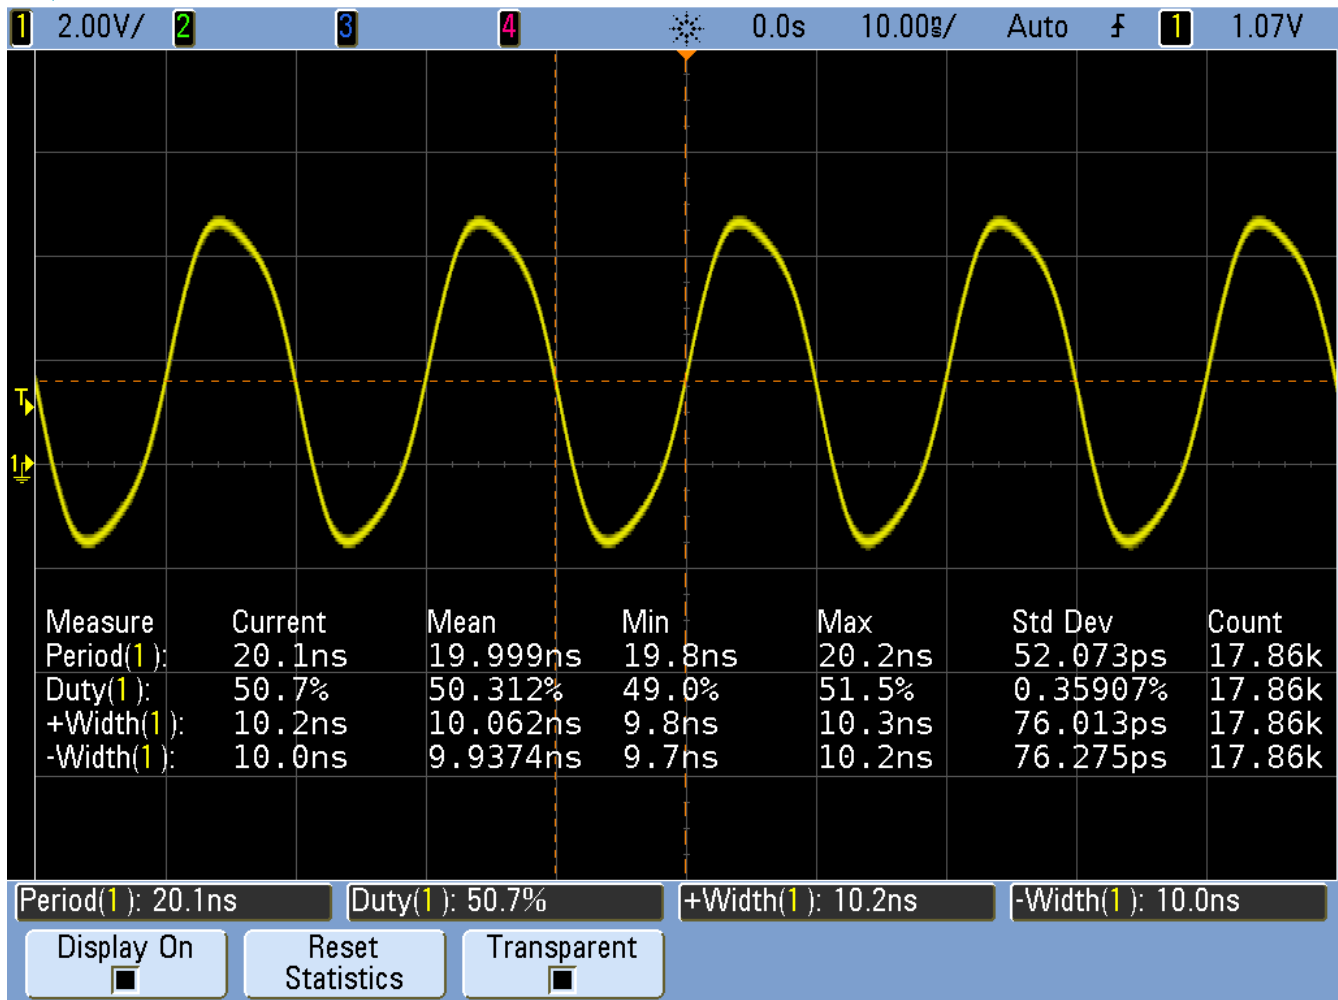 1 2.00V/ 2 3 4 0.0s 10.00ns/ Auto 1 1.07V
T
1
Measure Current Mean Min Max Std Dev Count
Period(1): 20.1ns 19.999ns 19.8ns 20.2ns 52.073ps 17.86k
Duty(1): 50.7% 50.312% 49.0% 51.5% 0.35907% 17.86k
+Width(1): 10.2ns 10.062ns 9.8ns 10.3ns 76.013ps 17.86k
-Width(1): 10.0ns 9.9374ns 9.7ns 10.2ns 76.275ps 17.86k
Period(1): 20.1ns Duty(1): 50.7% +Width(1): 10.2ns -Width(1): 10.0ns
Display On Reset Statistics Transparent